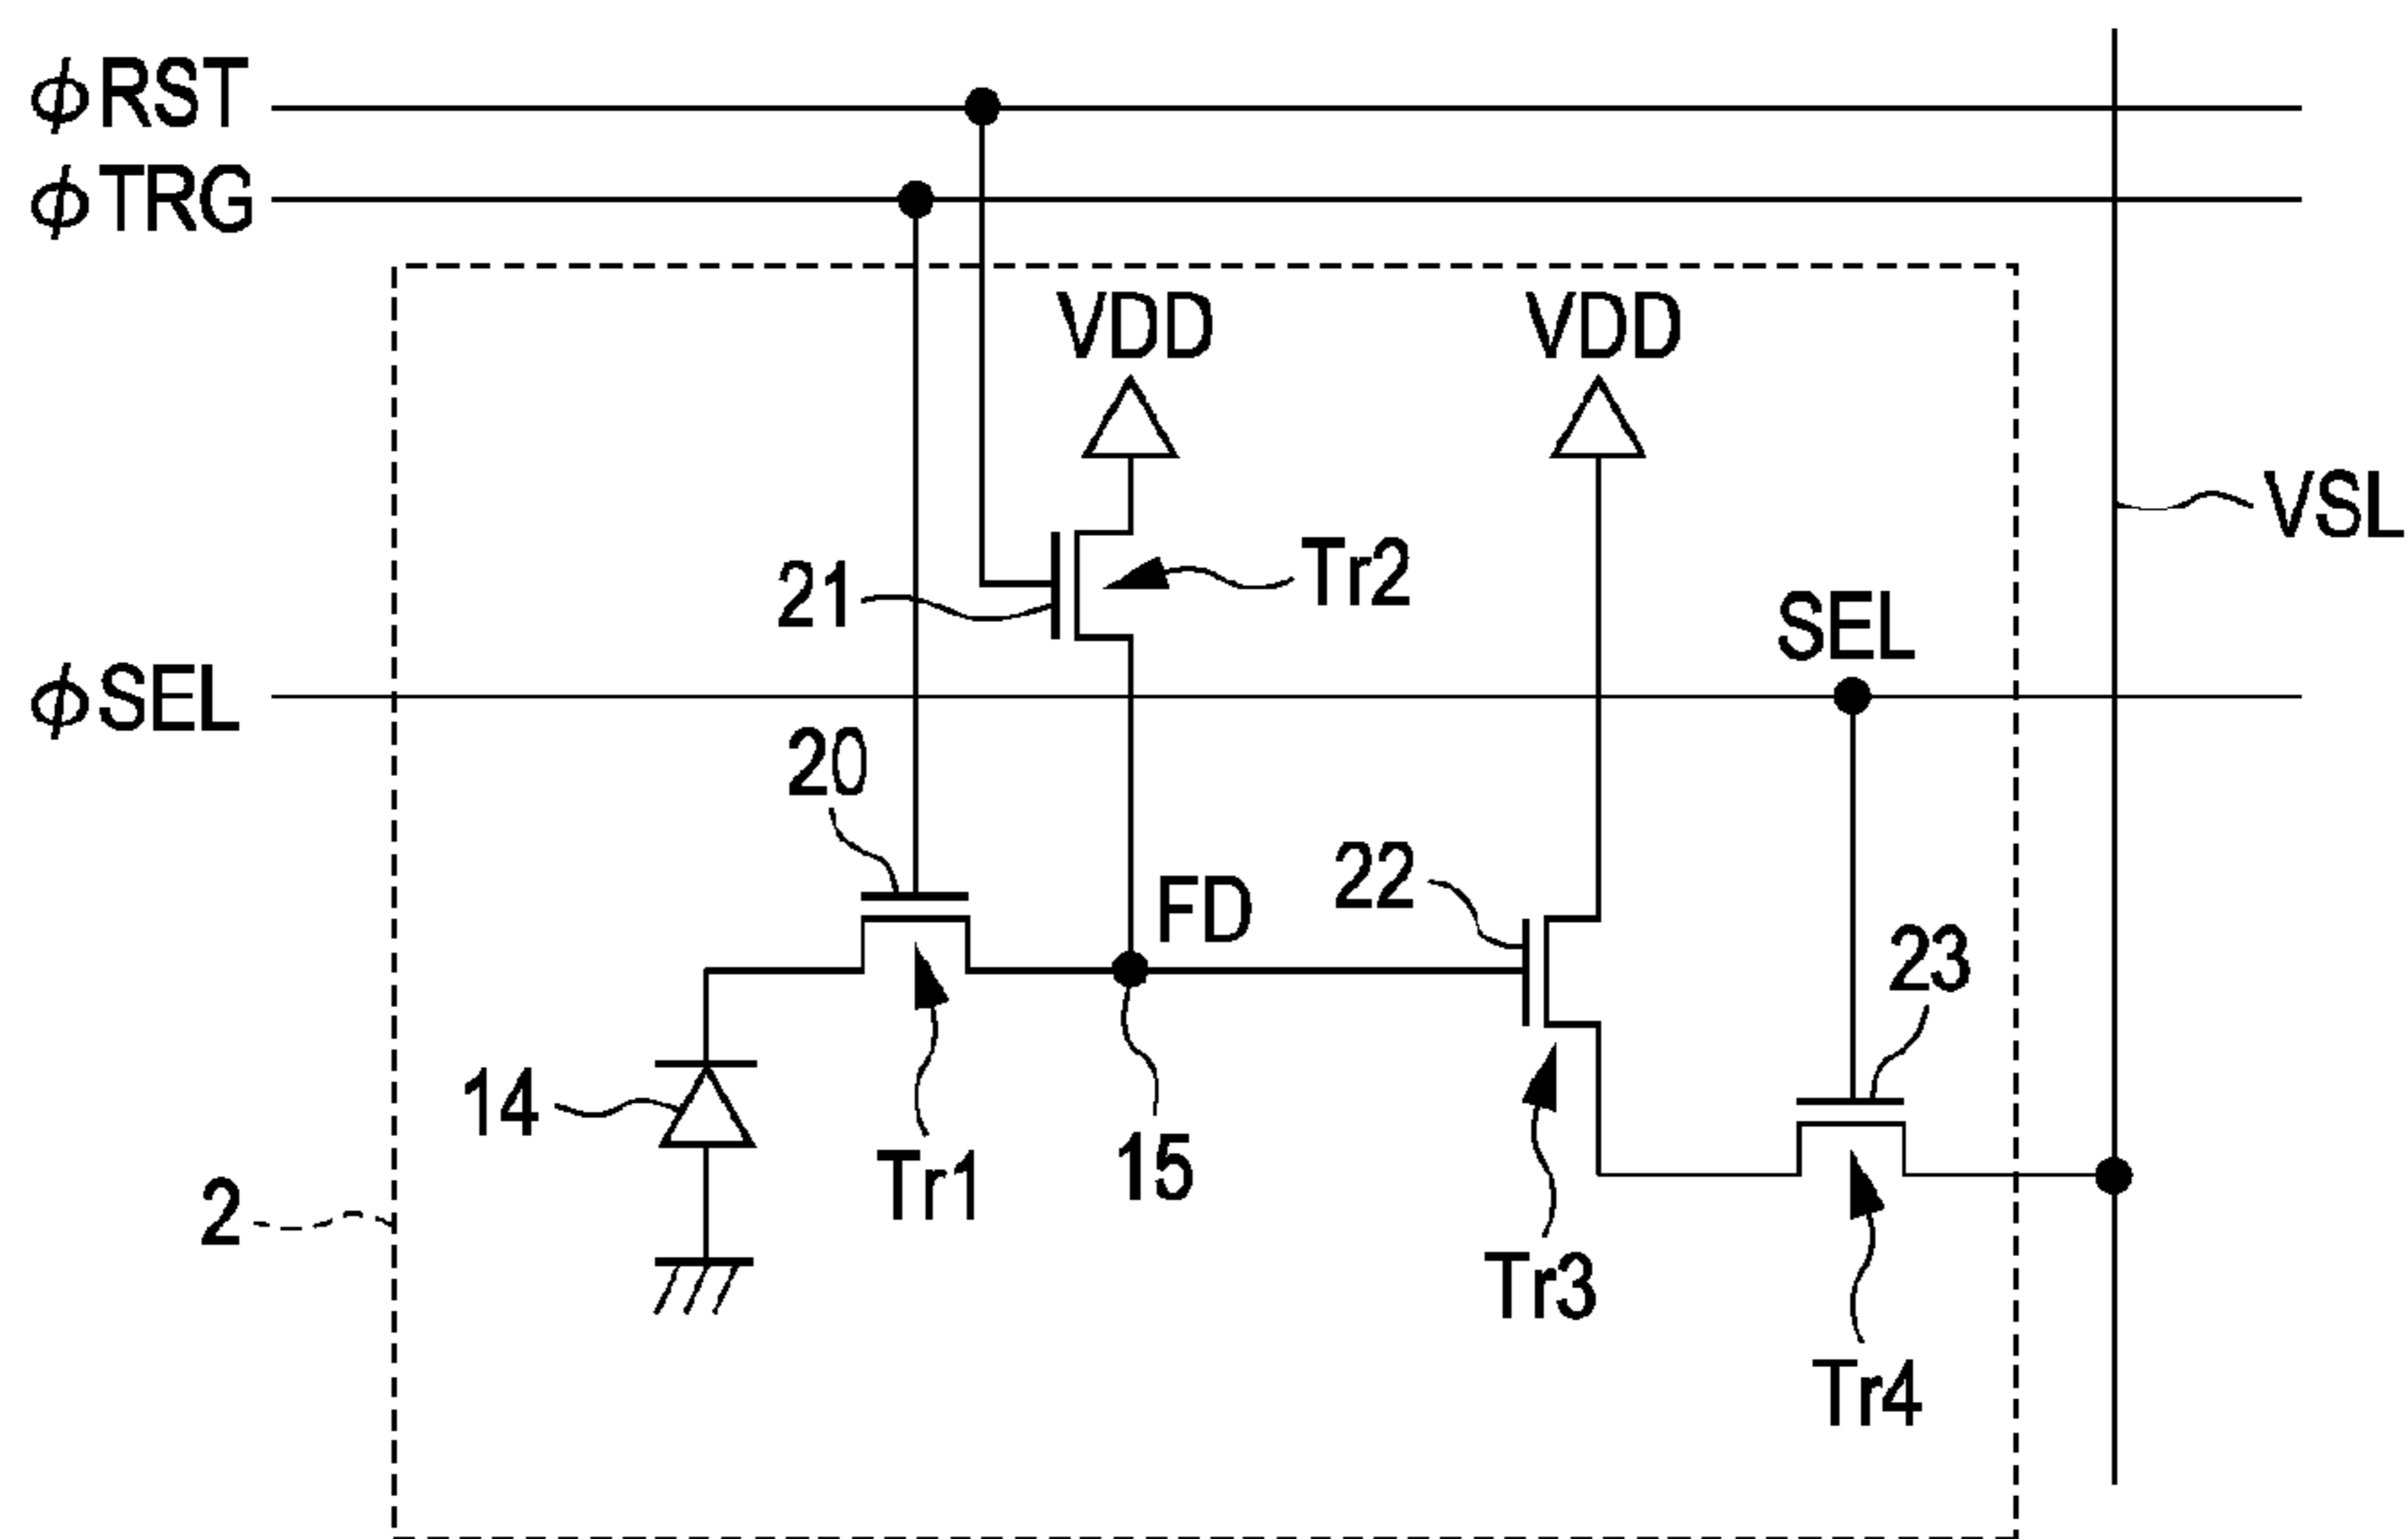 ϕRST
ϕTRG
VDD
VDD
VSL
Tr2
21
SEL
ϕSEL
20
22
FD
23
14
15
Tr1
2
Tr3
Tr4